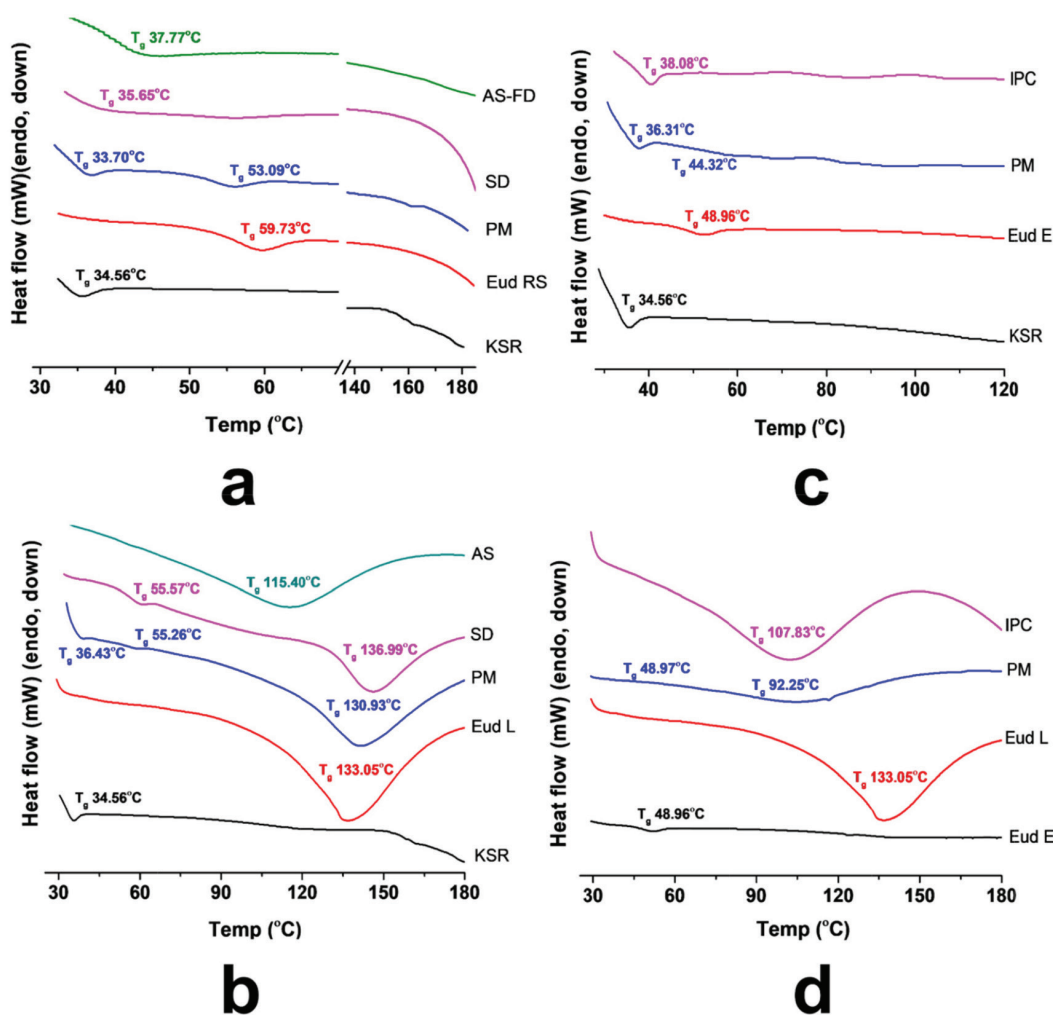 Heat flow (mW)(endo, down)
Tg 37.77°C
AS-FD
Tg 35.65°C
SD
Tg 33.70°C
Tg 53.09°C
PM
Tg 59.73°C
Eud RS
Tg 34.56°C
KSR
30 40 50 60 140 160 180
Temp (°C)
a
Heat flow (mW) (endo, down)
Tg 38.08°C
IPC
Tg 36.31°C
Tg 44.32°C
PM
Tg 48.96°C
Eud E
Tg 34.56°C
KSR
40 60 80 100 120
Temp (°C)
c
Heat flow (mW) (endo, down)
AS
Tg 115.40°C
Tg 55.57°C
SD
Tg 136.99°C
Tg 55.26°C
Tg 36.43°C
PM
Tg 130.93°C
Eud L
Tg 133.05°C
Tg 34.56°C
KSR
30 60 90 120 150 180
Temp (°C)
b
Heat flow (mW) (endo, down)
Tg 107.83°C
IPC
Tg 48.97°C
Tg 92.25°C
PM
Eud L
Tg 133.05°C
Tg 48.96°C
Eud E
30 60 90 120 150 180
Temp (°C)
d